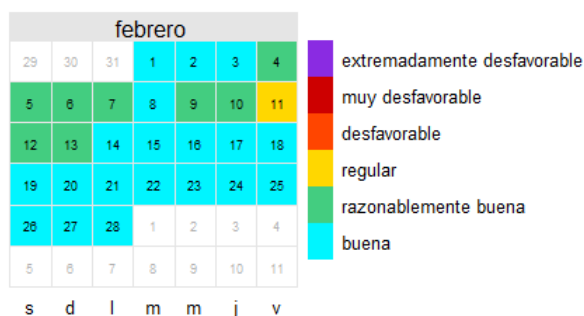 febrero
29 30 31 1 2 3 4
5 6 7 8 9 10 11
12 13 14 15 16 17 18
19 20 21 22 23 24 25
26 27 28 1 2 3 4
5 6 7 8 9 10 11
s d l m m j v
extremadamente desfavorable
muy desfavorable
desfavorable
regular
razonablemente buena
buena